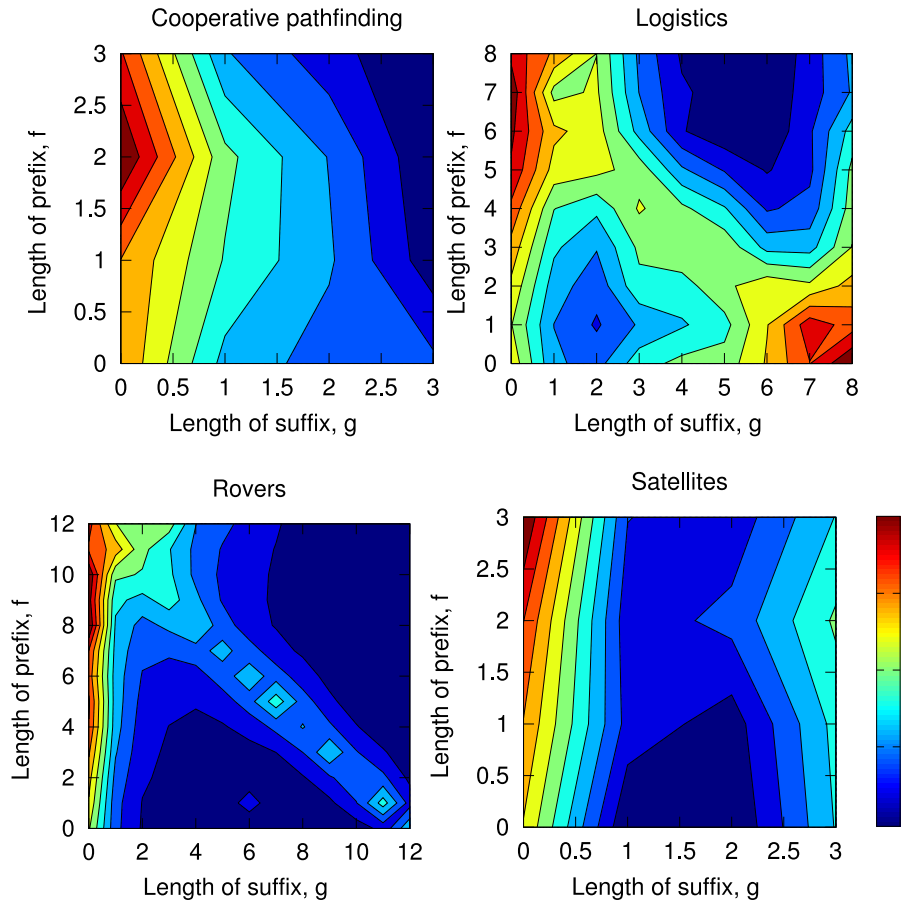 Cooperative pathfinding
3
2.5
2
1.5
1
0.5
0
Length of prefix, f
0 0.5 1 1.5 2 2.5 3
Length of suffix, g
Logistics
8
7
6
5
4
3
2
1
0
Length of prefix, f
0 1 2 3 4 5 6 7 8
Length of suffix, g
Rovers
12
10
8
6
4
2
0
Length of prefix, f
0 2 4 6 8 10 12
Length of suffix, g
Satellites
3
2.5
2
1.5
1
0.5
0
Length of prefix, f
0 0.5 1 1.5 2 2.5 3
Length of suffix, g